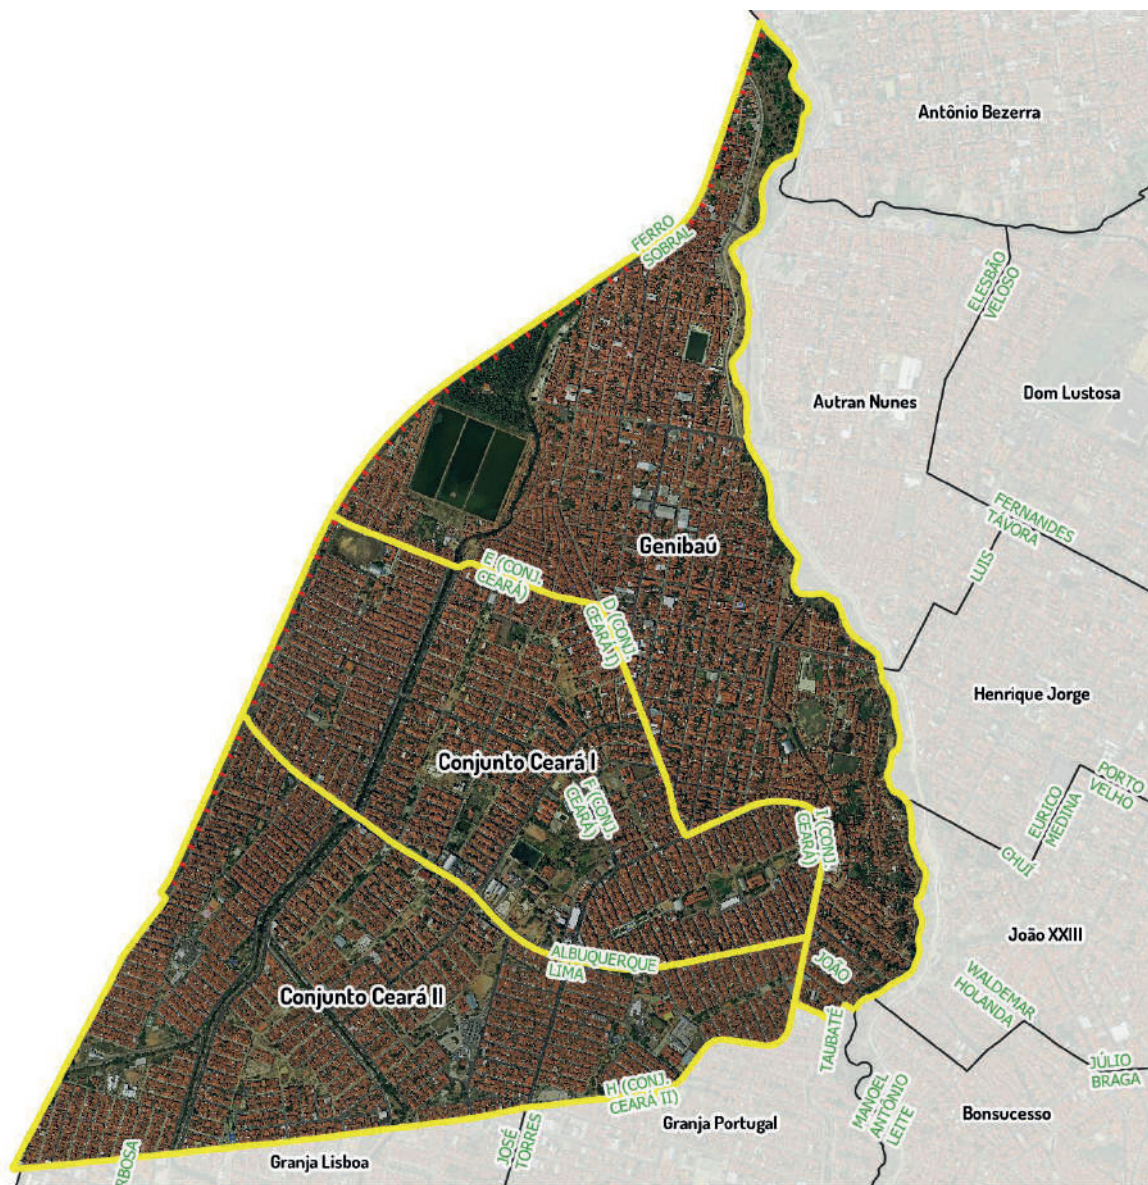 Antônio Bezerra
FERRO
SOBRAL
ELESBÃO
VELOSO
Autran Nunes
Dom Lustosa
FERNANDES
TÁVORA
LUIS
Genibaú
E (CONJ.
CEARÁ)
D (CONJ.
CEARÁ I)
Henrique Jorge
Conjunto Ceará I
F (CONJ.
CEARÁ)
I (CONJ.
CEARÁ)
PORTO
VELHO
EURICO
MEDINA
CHUÍ
João XXIII
ALBUQUERQUE
LIMA
JOÃO
WALDEMAR
HOLANDA
Conjunto Ceará II
TAUBATÉ
JÚLIO
BRAGA
H (CONJ.
CEARÁ II)
MANOEL
ANTÔNIO
LEITE
Bonsucesso
Granja Portugal
JOSÉ
TORRES
Granja Lisboa
RBOSA